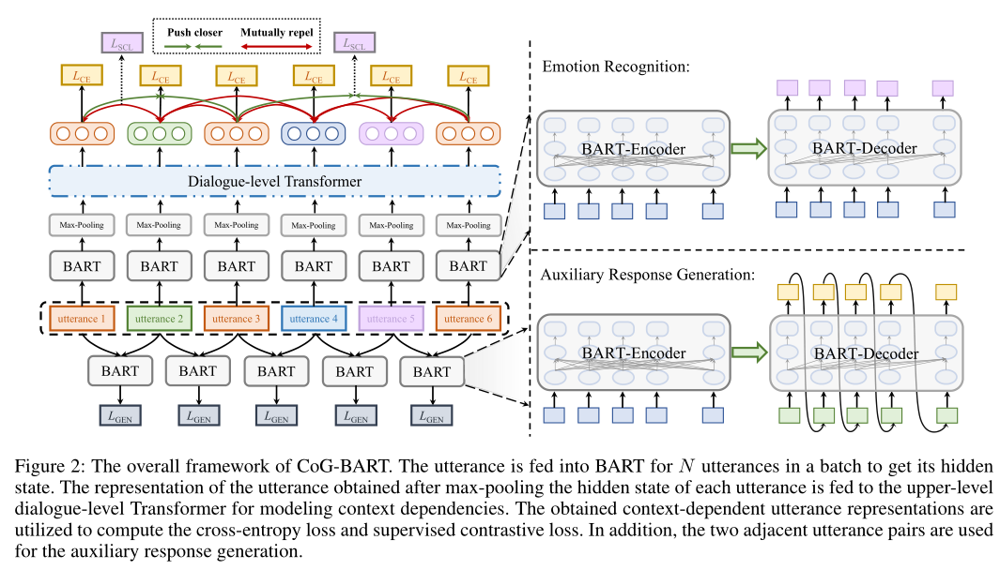 Push closer
Mutually repel
L_SCL L_SCL
L_CE L_CE L_CE L_CE L_CE L_CE
Dialogue-level Transformer
Max-Pooling Max-Pooling Max-Pooling Max-Pooling Max-Pooling Max-Pooling
BART BART BART BART BART BART
utterance 1 utterance 2 utterance 3 utterance 4 utterance 5 utterance 6
BART BART BART BART BART
L_GEN L_GEN L_GEN L_GEN L_GEN
Emotion Recognition:
BART-Encoder BART-Decoder
Auxiliary Response Generation:
BART-Encoder BART-Decoder
Figure 2: The overall framework of CoG-BART. The utterance is fed into BART for N utterances in a batch to get its hidden
state. The representation of the utterance obtained after max-pooling the hidden state of each utterance is fed to the upper-level
dialogue-level Transformer for modeling context dependencies. The obtained context-dependent utterance representations are
utilized to compute the cross-entropy loss and supervised contrastive loss. In addition, the two adjacent utterance pairs are used
for the auxiliary response generation.